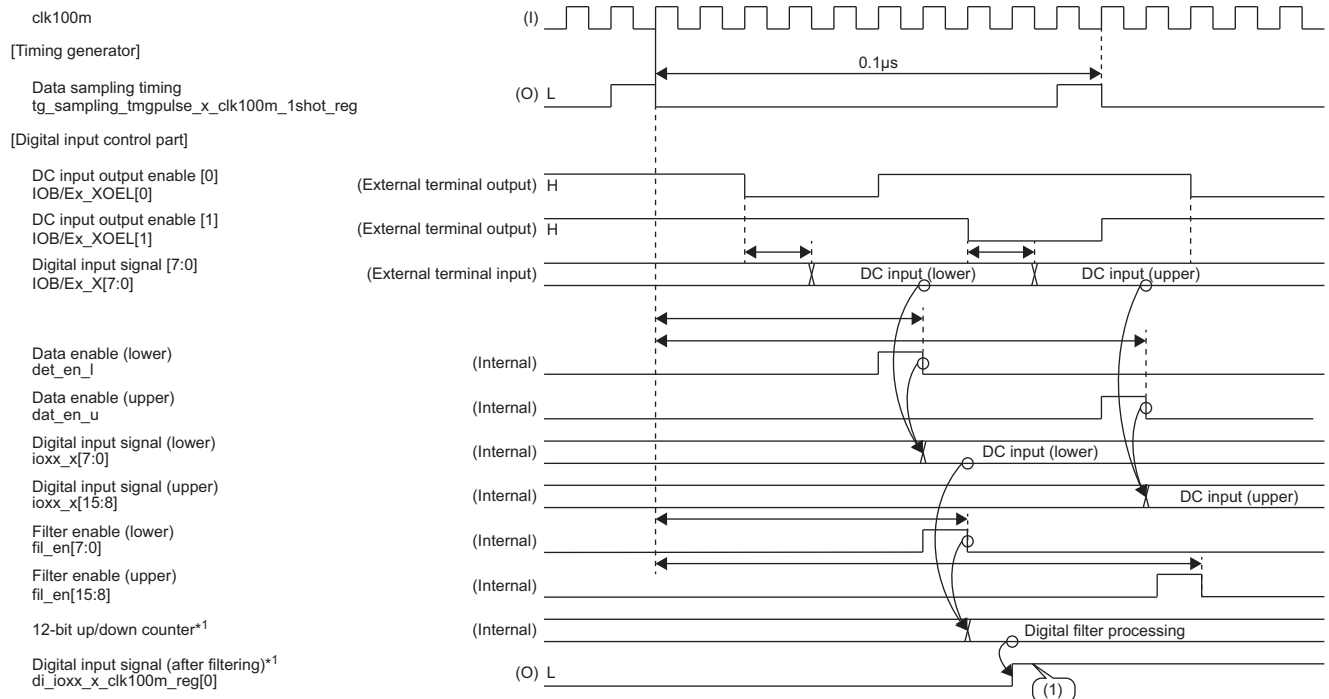 clk100m (I)
[Timing generator]
0.1µs
Data sampling timing
tg_sampling_tmgpulse_x_clk100m_1shot_reg (O) L
[Digital input control part]
DC input output enable [0]
IOB/Ex_XOEL[0] (External terminal output) H
DC input output enable [1]
IOB/Ex_XOEL[1] (External terminal output) H
Digital input signal [7:0]
IOB/Ex_X[7:0] (External terminal input) DC input (lower) DC input (upper)
Data enable (lower)
det_en_l (Internal)
Data enable (upper)
dat_en_u (Internal)
Digital input signal (lower)
ioxx_x[7:0] (Internal) DC input (lower)
Digital input signal (upper)
ioxx_x[15:8] (Internal) DC input (upper)
Filter enable (lower)
fil_en[7:0] (Internal)
Filter enable (upper)
fil_en[15:8] (Internal)
12-bit up/down counter*1 (Internal) Digital filter processing
Digital input signal (after filtering)*1
di_ioxx_x_clk100m_reg[0] (O) L
(1)